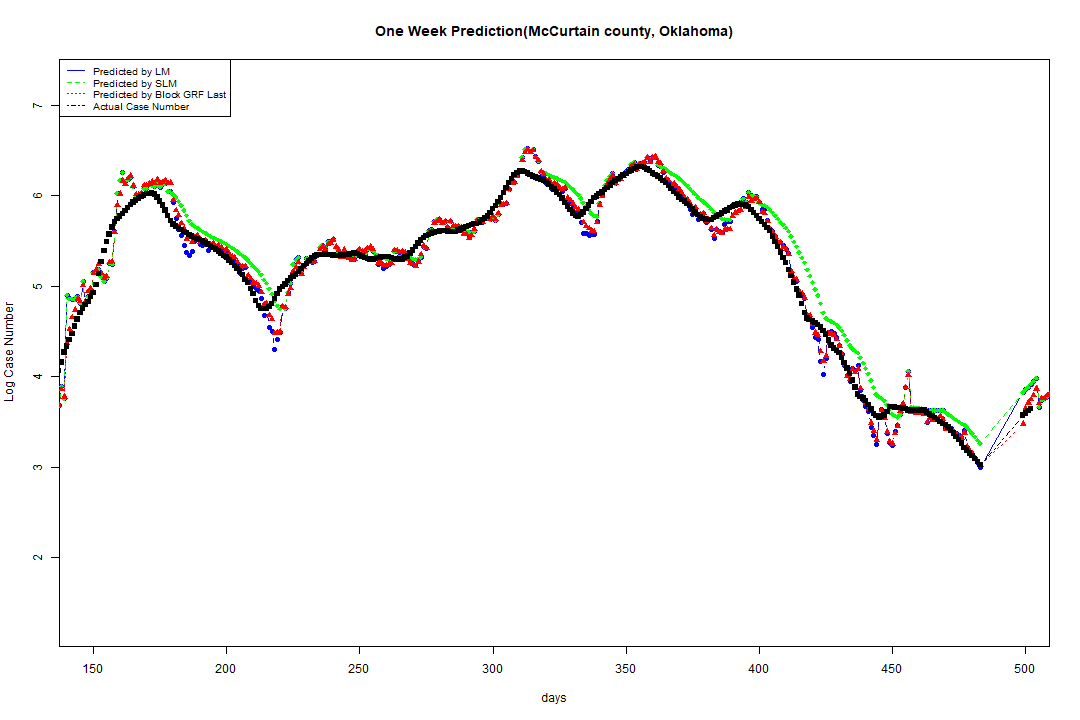 One Week Prediction(McCurtain county, Oklahoma)
Predicted by LM
Predicted by SLM
Predicted by Block GRF Last
Actual Case Number
7
6
5
4
3
2
Log Case Number
150 200 250 300 350 400 450 500
days